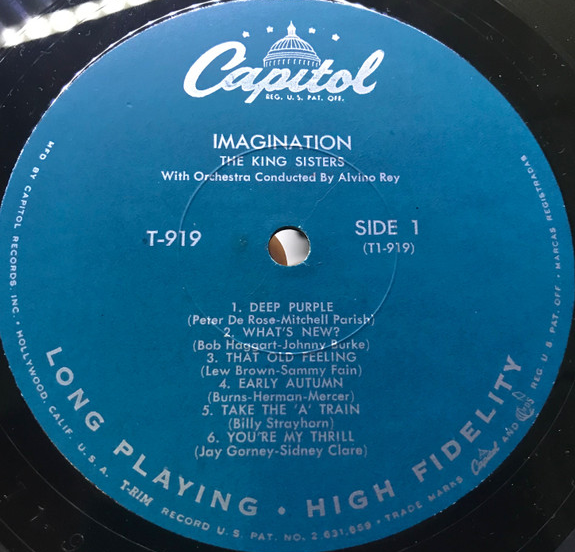 Capitol
REG. U.S. PAT. OFF.
IMAGINATION
THE KING SISTERS
With Orchestra Conducted By Alvino Rey
T-919
SIDE 1
(T1-919)
1. DEEP PURPLE
(Peter De Rose-Mitchell Parish)
2. WHAT'S NEW?
(Bob Haggart-Johnny Burke)
3. THAT OLD FEELING
(Lew Brown-Sammy Fain)
4. EARLY AUTUMN
(Burns-Herman-Mercer)
5. TAKE THE 'A' TRAIN
(Billy Strayhorn)
6. YOU'RE MY THRILL
(Jay Gorney-Sidney Clare)
LONG PLAYING • HIGH FIDELITY
MFD BY CAPITOL RECORDS, INC. • HOLLYWOOD, CALIF. U.S.A. T-RIM RECORD U.S. PAT. NO. 2 631,859 • TRADE MARKS Capitol AND REG U S PAT. OFF. • MARCAS REGISTRADAS